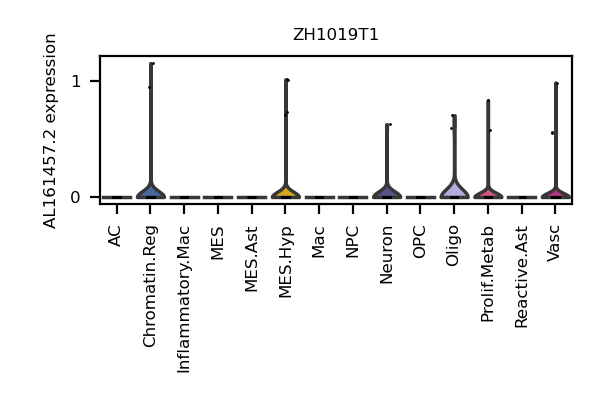 ZH1019T1
AL161457.2 expression
1
0
AC
Chromatin.Reg
Inflammatory.Mac
MES
MES.Ast
MES.Hyp
Mac
NPC
Neuron
OPC
Oligo
Prolif.Metab
Reactive.Ast
Vasc